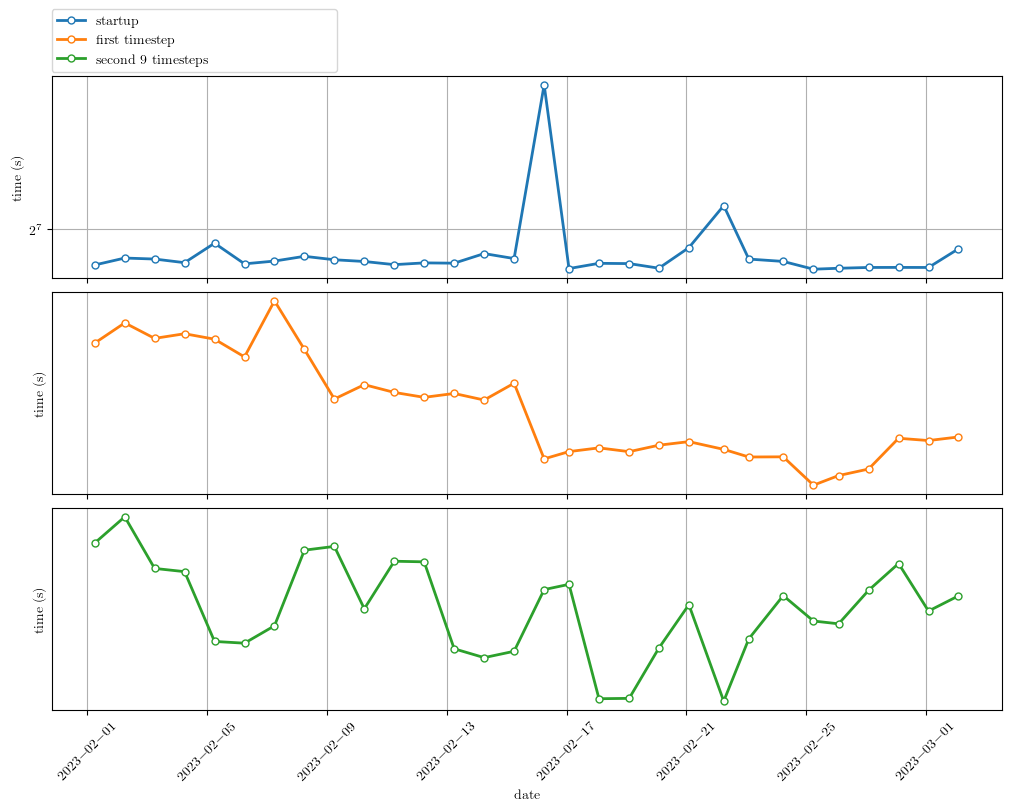 startup
first timestep
second 9 timesteps
time (s)
2^7
time (s)
time (s)
2023−02−01
2023−02−05
2023−02−09
2023−02−13
2023−02−17
2023−02−21
2023−02−25
2023−03−01
date